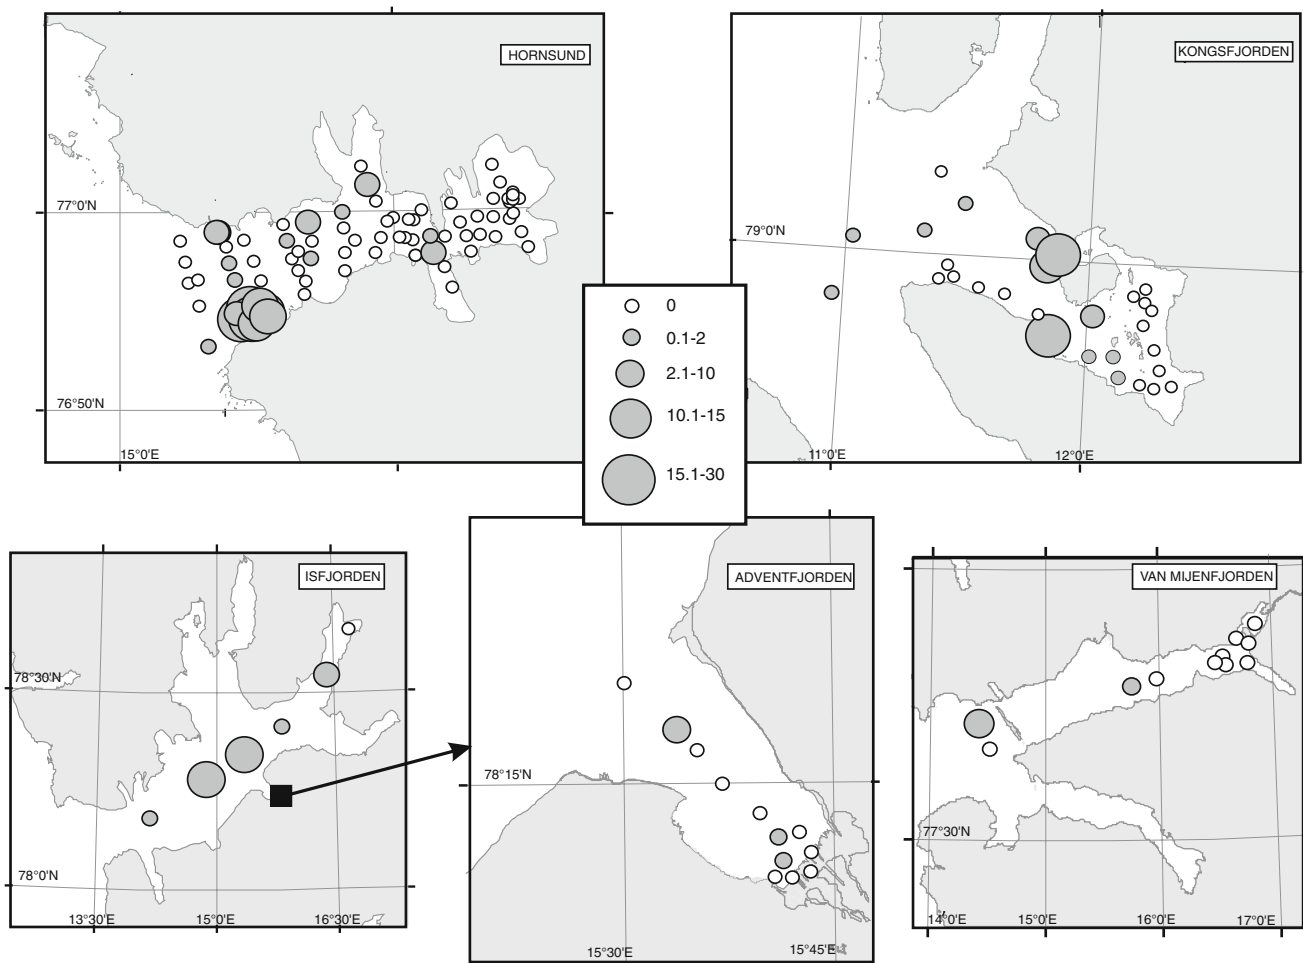 HORNSUND
77°0'N
76°50'N
15°0'E
KONGSFJORDEN
79°0'N
11°0'E
12°0'E
0
0.1-2
2.1-10
10.1-15
15.1-30
ISFJORDEN
78°30'N
78°0'N
13°30'E
15°0'E
16°30'E
ADVENTFJORDEN
78°15'N
15°30'E
15°45'E
VAN MIJENFJORDEN
77°30'N
14°0'E
15°0'E
16°0'E
17°0'E